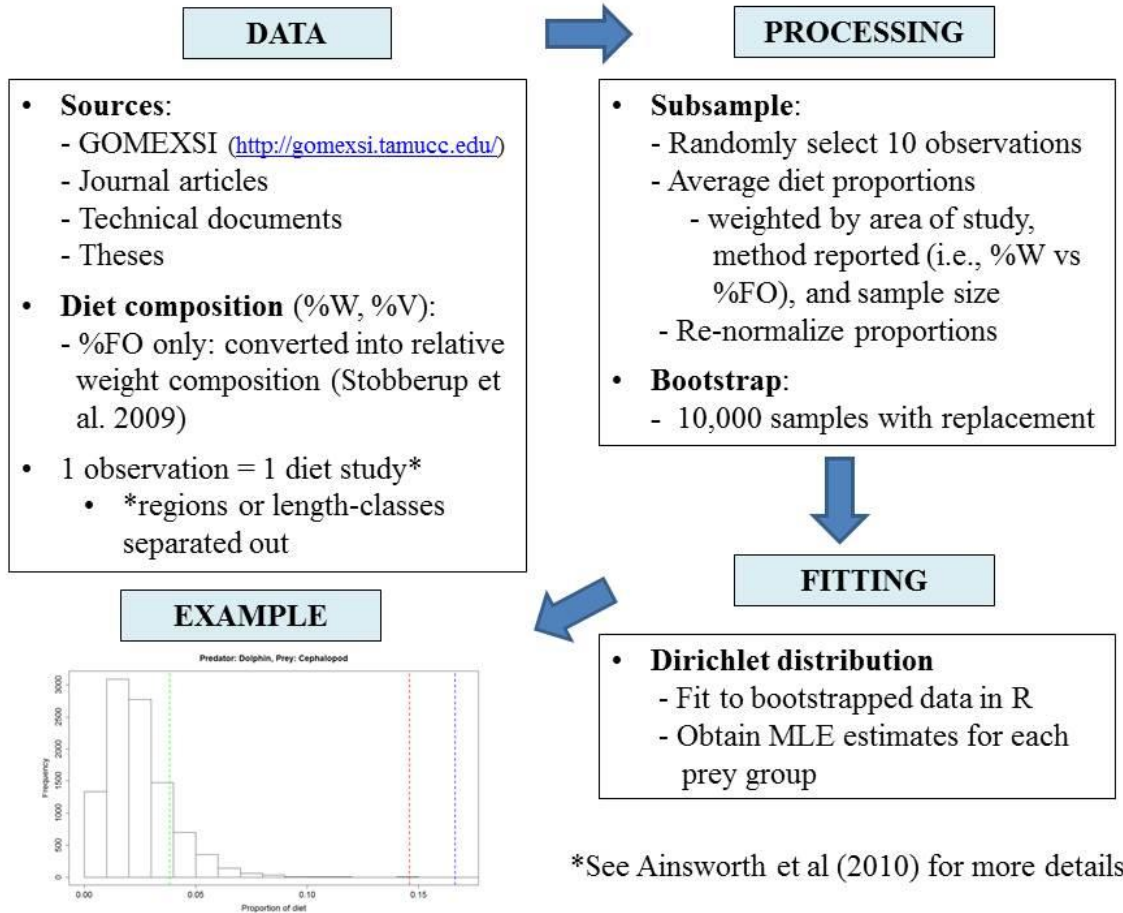 DATA
• Sources:
- GOMEXSI (http://gomexsi.tamucc.edu/)
- Journal articles
- Technical documents
- Theses
• Diet composition (%W, %V):
- %FO only: converted into relative
weight composition (Stobberup et
al. 2009)
• 1 observation = 1 diet study*
• *regions or length-classes
separated out
PROCESSING
• Subsample:
- Randomly select 10 observations
- Average diet proportions
- weighted by area of study,
method reported (i.e., %W vs
%FO), and sample size
- Re-normalize proportions
• Bootstrap:
- 10,000 samples with replacement
FITTING
• Dirichlet distribution
- Fit to bootstrapped data in R
- Obtain MLE estimates for each
prey group
EXAMPLE
Predator: Dolphin, Prey: Cephalopod
Frequency
3000
2500
2000
1500
1000
500
0
0.00 0.05 0.10 0.15
Proportion of diet
*See Ainsworth et al (2010) for more details